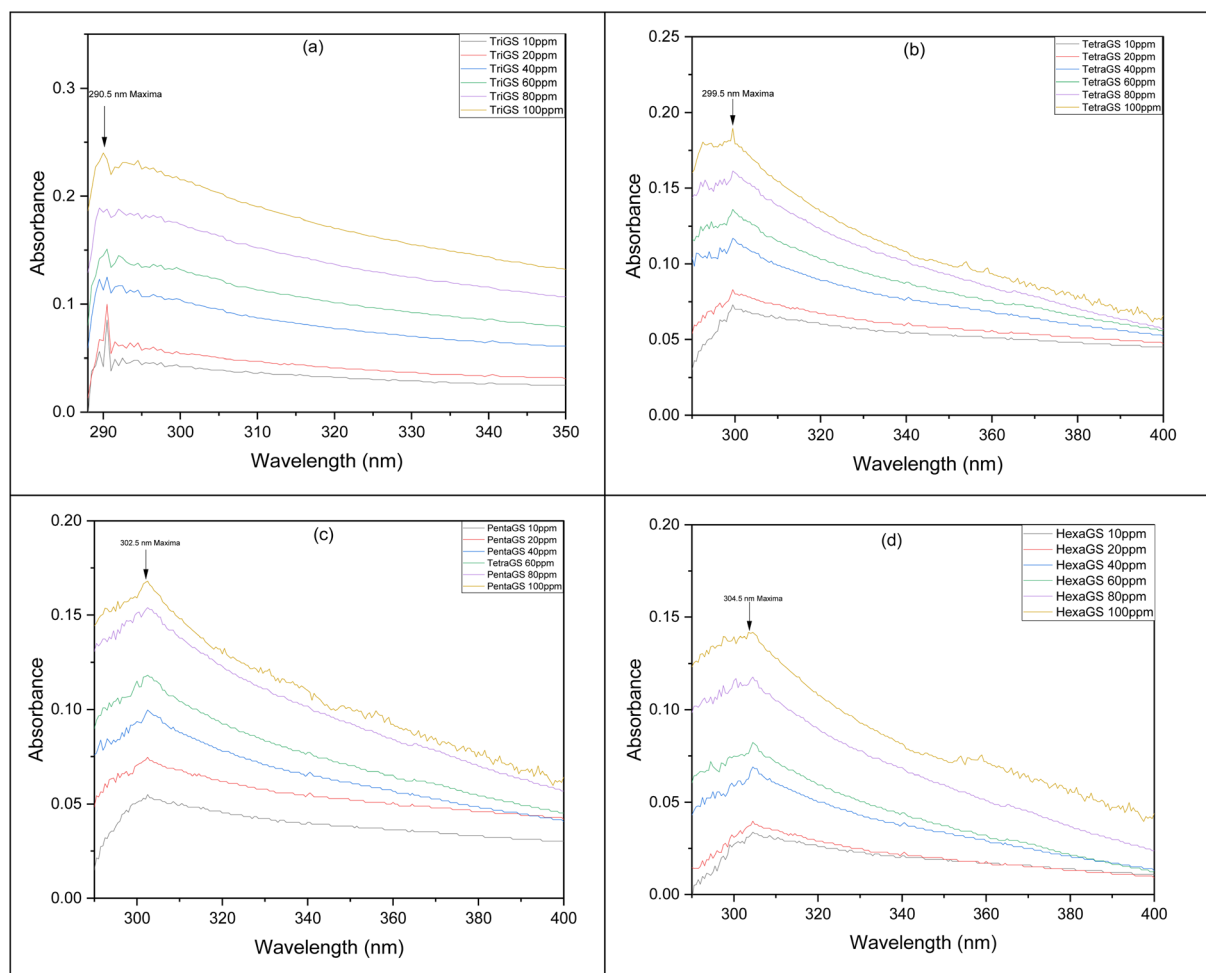 (a)
TriGS 10ppm
TriGS 20ppm
TriGS 40ppm
TriGS 60ppm
TriGS 80ppm
TriGS 100ppm
290.5 nm Maxima
0.3
0.2
0.1
0.0
Absorbance
290 300 310 320 330 340 350
Wavelength (nm)
(b)
TetraGS 10ppm
TetraGS 20ppm
TetraGS 40ppm
TetraGS 60ppm
TetraGS 80ppm
TetraGS 100ppm
299.5 nm Maxima
0.25
0.20
0.15
0.10
0.05
0.00
Absorbance
300 320 340 360 380 400
Wavelength (nm)
(c)
PentaGS 10ppm
PentaGS 20ppm
PentaGS 40ppm
TetraGS 60ppm
PentaGS 80ppm
PentaGS 100ppm
302.5 nm Maxima
0.20
0.15
0.10
0.05
0.00
Absorbance
300 320 340 360 380 400
Wavelength (nm)
(d)
HexaGS 10ppm
HexaGS 20ppm
HexaGS 40ppm
HexaGS 60ppm
HexaGS 80ppm
HexaGS 100ppm
304.5 nm Maxima
0.20
0.15
0.10
0.05
0.00
Absorbance
300 320 340 360 380 400
Wavelength (nm)